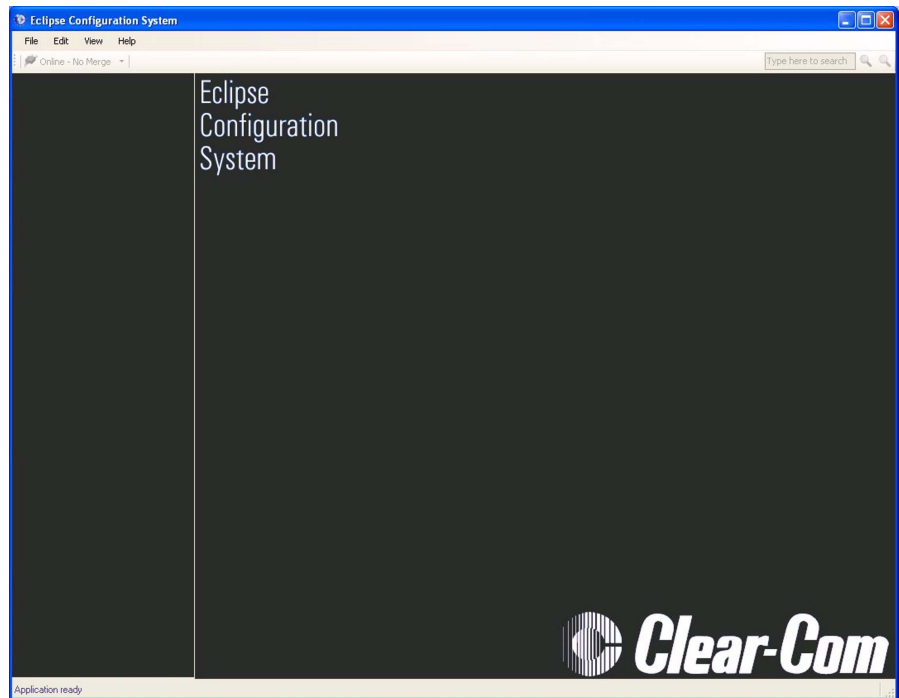 Eclipse Configuration System
File Edit View Help
Online - No Merge
Type here to search
Eclipse
Configuration
System
Clear-Com
Application ready